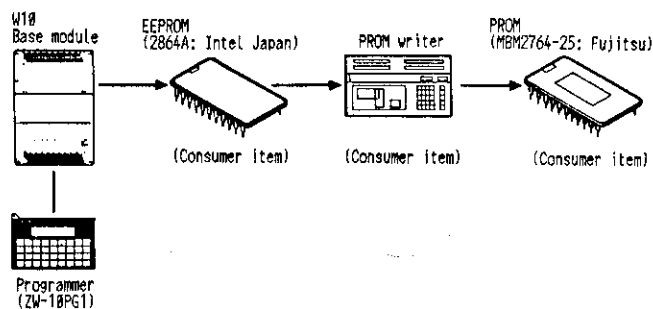 W10
Base module
EEPROM
(2864A: Intel Japan)
PROM writer
PROM
(MBM2764-25: Fujitsu)
(Consumer item)
(Consumer item)
(Consumer item)
Programmer
(ZW-10PG1)